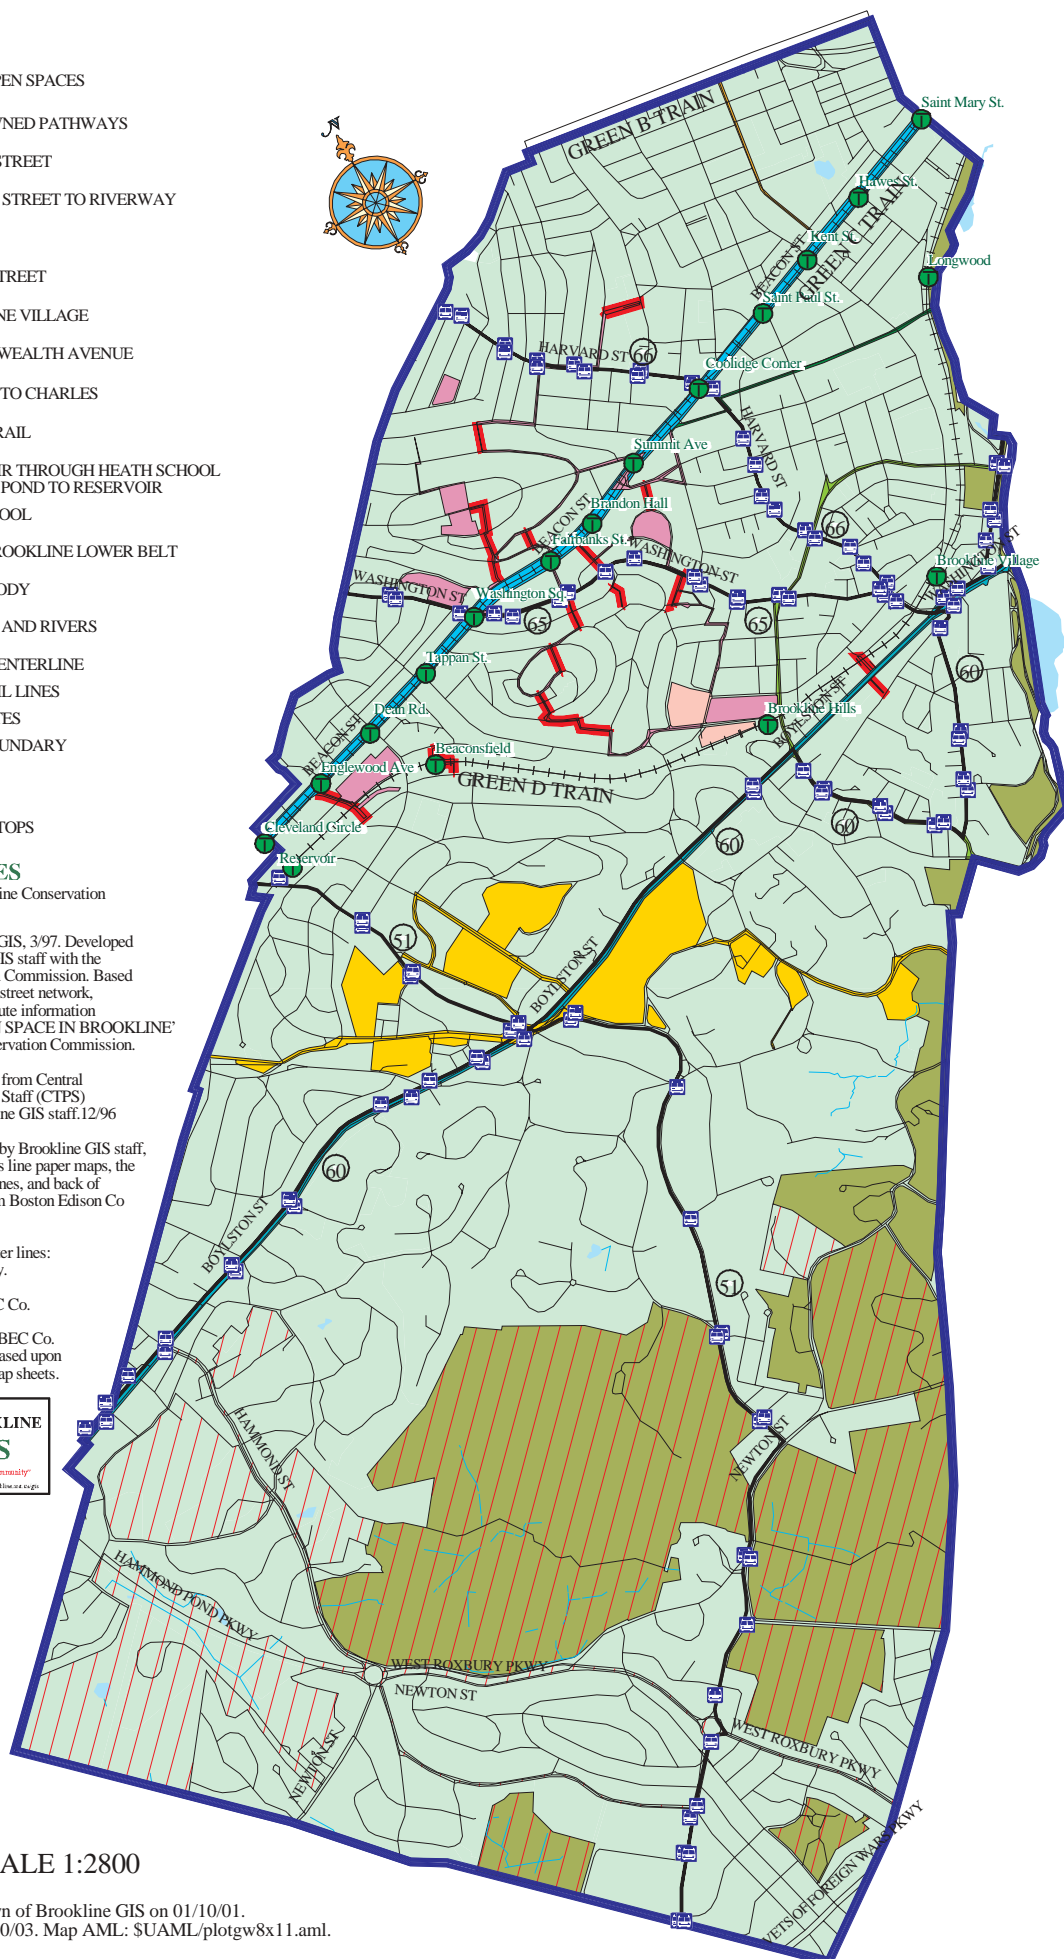 PEN SPACES
NED PATHWAYS
STREET
STREET TO RIVERWAY
TREET
NE VILLAGE
WEALTH AVENUE
TO CHARLES
RAIL
IR THROUGH HEATH SCHOOL
POND TO RESERVOIR
OOL
ROOKLINE LOWER BELT
ODY
AND RIVERS
ENTERLINE
IL LINES
TES
UNDARY
TOPS
ES
ine Conservation
GIS, 3/97. Developed
IS staff with the
Commission. Based
street network,
ute information
SPACE IN BROOKLINE’
ervation Commission.
from Central
Staff (CTPS)
ne GIS staff.12/96
by Brookline GIS staff,
s line paper maps, the
nes, and back of
m Boston Edison Co
er lines:
y.
C Co.
BEC Co.
ased upon
ap sheets.
KLINE
S
ALE 1:2800
n of Brookline GIS on 01/10/01.
0/03. Map AML: $UAML/plotgw8x11.aml.
N
GREEN B TRAIN
Saint Mary St.
Hawes St.
GREEN C TRAIN
Kent St.
BEACON ST
Longwood
Saint Paul St.
HARVARD ST
66
Coolidge Corner
HARVARD ST
Summit Ave
Brandon Hall
BEACON ST
66
Fairbanks St.
WASHINGTON ST
WASHINGTON ST
Brookline Village
WASHINGTON ST
Washington Sq.
65
65
Tappan St.
60
Dean Rd.
Brookline Hills
BOYLSTON ST
BEACON ST
Beaconsfield
Englewood Ave
GREEN D TRAIN
60
Cleveland Circle
60
Reservoir
51
BOYLSTON ST
60
BOYLSTON ST
51
HAMMOND ST
NEWTON ST
HAMMOND POND PKWY
WEST ROXBURY PKWY
NEWTON ST
WEST ROXBURY PKWY
NEWTON ST
VETS OF FOREIGN WARS PKWY